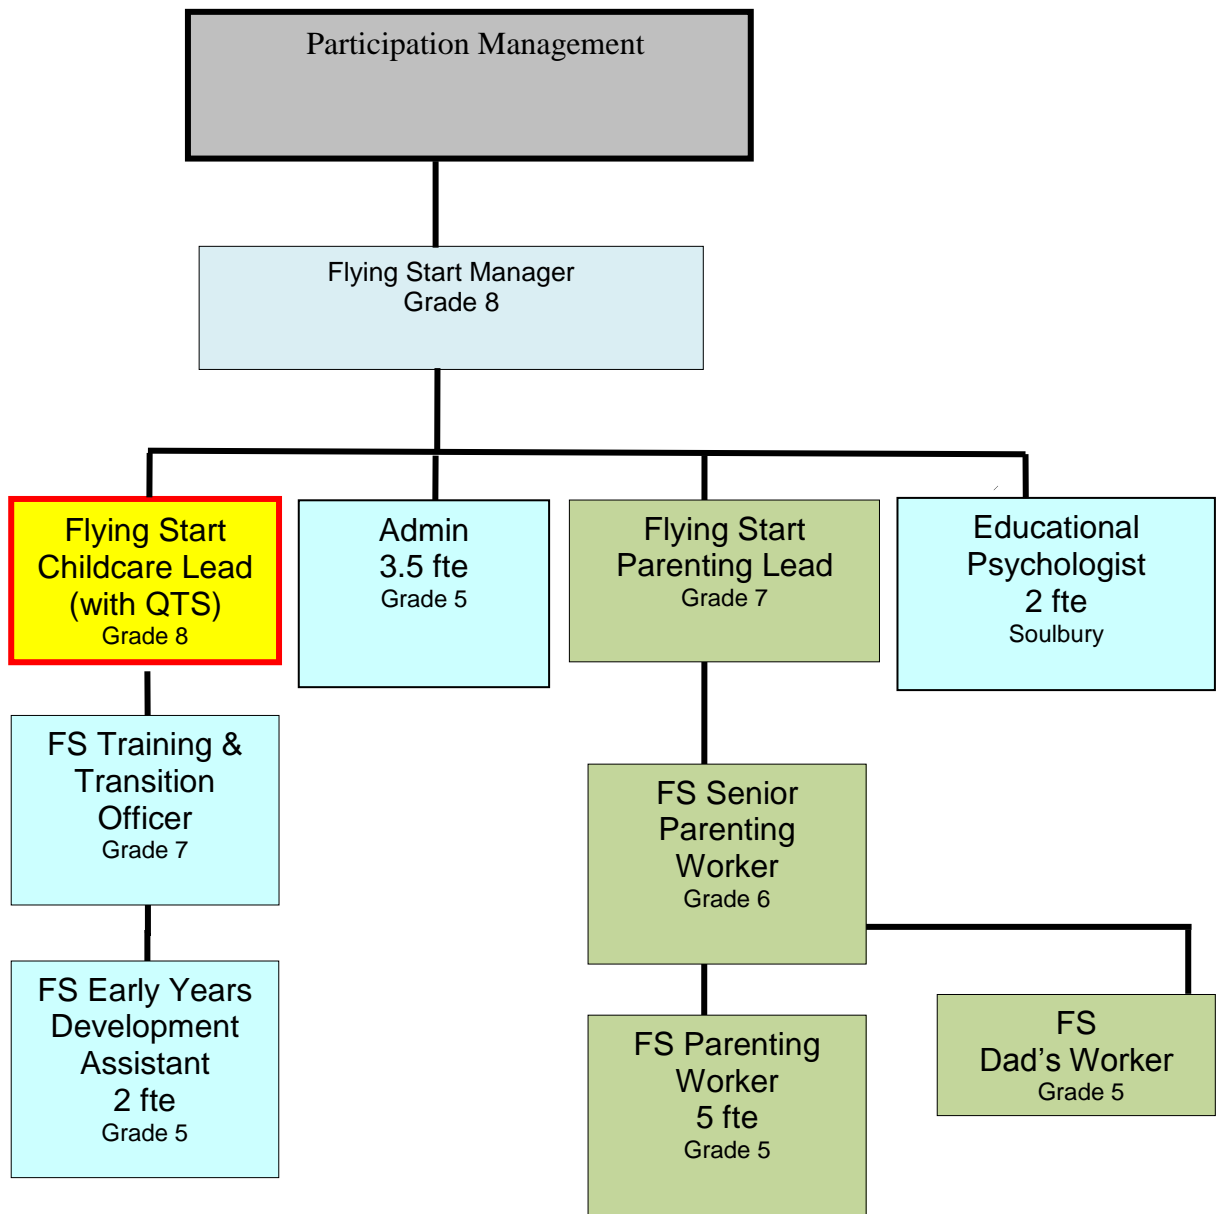 Participation Management
Flying Start Manager
Grade 8
Flying Start
Childcare Lead
(with QTS)
Grade 8
Admin
3.5 fte
Grade 5
Flying Start
Parenting Lead
Grade 7
Educational
Psychologist
2 fte
Soulbury
FS Training &
Transition
Officer
Grade 7
FS Senior
Parenting
Worker
Grade 6
FS Early Years
Development
Assistant
2 fte
Grade 5
FS Parenting
Worker
5 fte
Grade 5
FS
Dad’s Worker
Grade 5